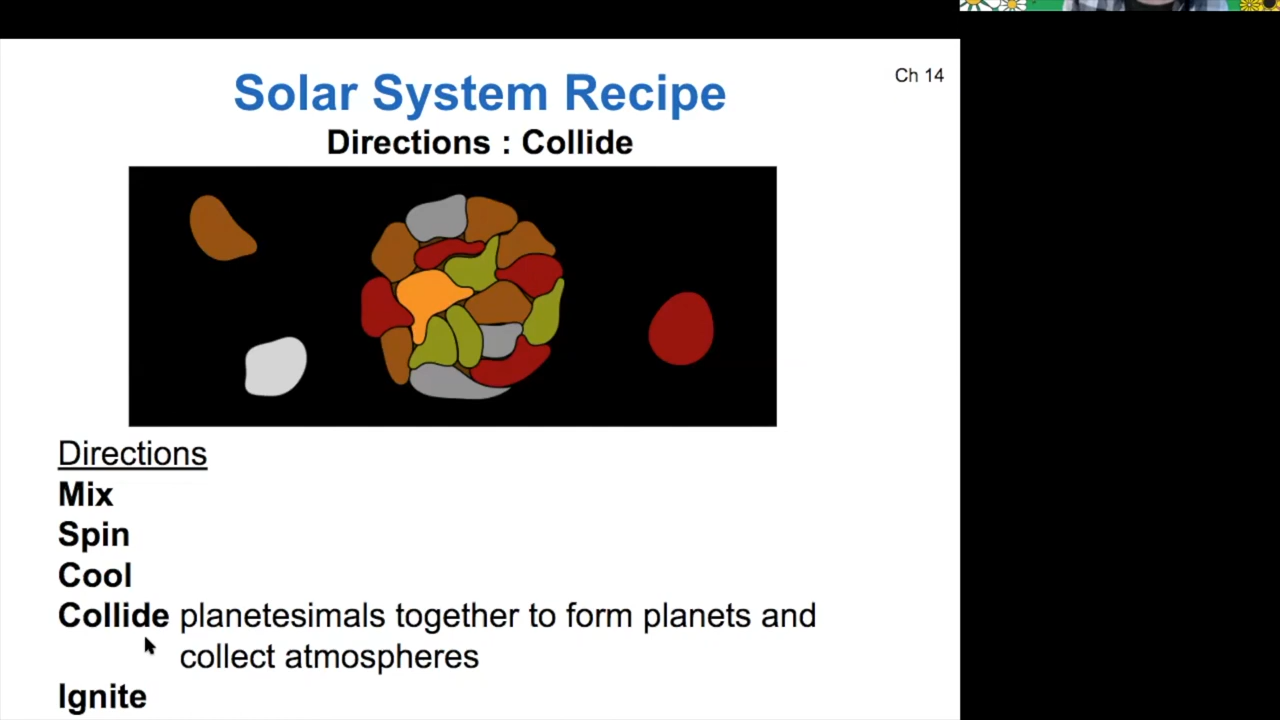 Solar System Recipe
Ch 14
Directions : Collide
Directions
Mix
Spin
Cool
Collide planetesimals together to form planets and
collect atmospheres
Ignite